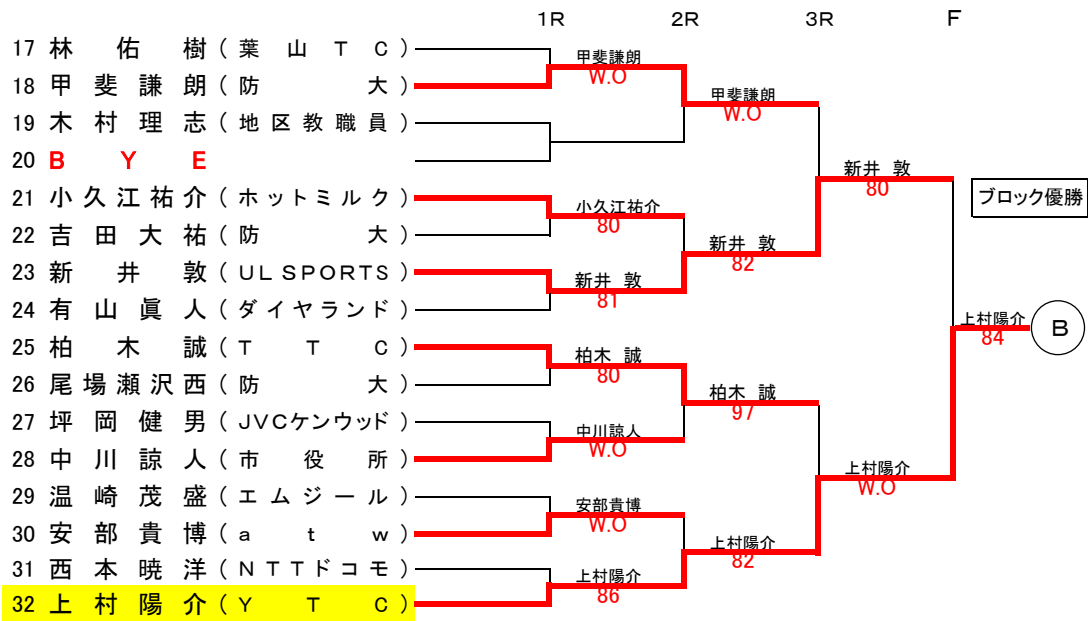 1R 2R 3R F
17 林 佑 樹 ( 葉 山 T C )
甲斐謙朗
W.O
18 甲 斐 謙 朗 ( 防 大 )
甲斐謙朗
W.O
19 木 村 理 志 ( 地 区 教 職 員 )
20 B Y E
新井 敦
80
ブロック優勝
21 小 久 江 祐 介 ( ホ ッ ト ミ ル ク )
小久江祐介
80
22 吉 田 大 祐 ( 防 大 )
新井 敦
82
23 新 井 敦 ( UL SPORTS )
新井 敦
81
24 有 山 眞 人 ( ダ イ ヤ ラ ン ド )
上村陽介
84
B
25 柏 木 誠 ( T T C )
柏木 誠
80
26 尾 場 瀬 沢 西 ( 防 大 )
柏木 誠
97
27 坪 岡 健 男 ( JVCケンウッド )
中川諒人
W.O
28 中 川 諒 人 ( 市 役 所 )
上村陽介
W.O
29 温 崎 茂 盛 ( エ ム ジ ー ル )
安部貴博
W.O
30 安 部 貴 博 ( a t w )
上村陽介
82
31 西 本 暁 洋 ( N T T ド コ モ )
上村陽介
86
32 上 村 陽 介 ( Y T C )